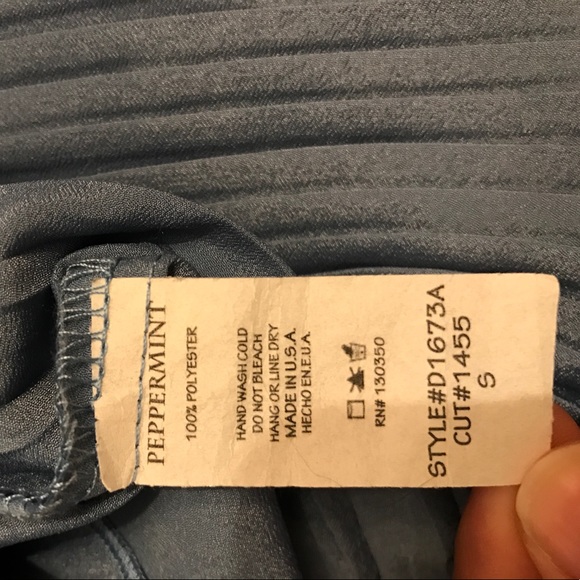 PEPPERMINT
100% POLYESTER
HAND WASH COLD
DO NOT BLEACH
HANG OR LINE DRY
MADE IN U.S.A.
HECHO EN.E.U.A.
RN# 130350
STYLE#D1673A
CUT#1455
S